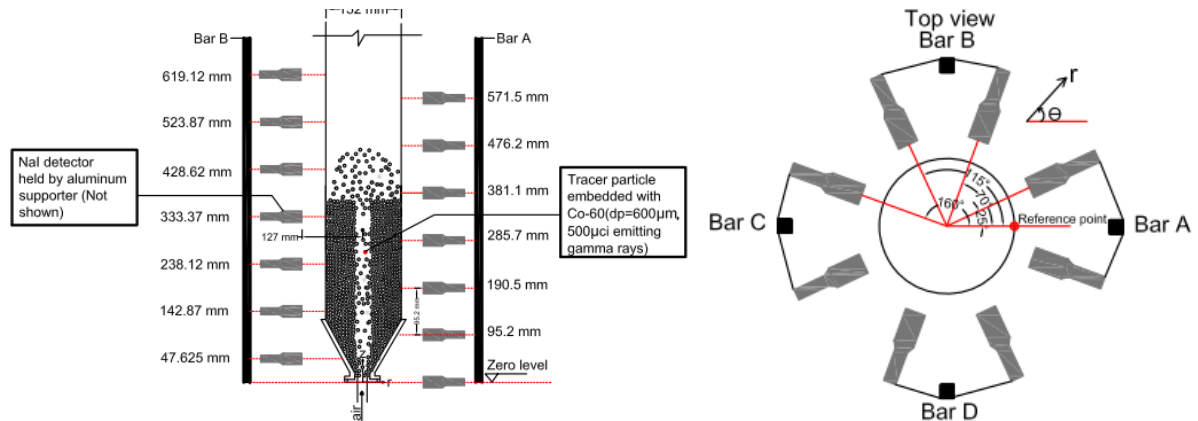 152 mm
Bar B
Bar A
619.12 mm
571.5 mm
523.87 mm
476.2 mm
NaI detector
held by aluminum
supporter (Not
shown)
428.62 mm
381.1 mm
Tracer particle
embedded with
Co-60(dp=600μm,
500μci emitting
gamma rays)
333.37 mm
127 mm
285.7 mm
238.12 mm
190.5 mm
95.2 mm
142.87 mm
95.2 mm
47.625 mm
Z
Zero level
r
air
Top view
Bar B
r
θ
115°
70°
25°
160°
Reference point
Bar C
Bar A
Bar D